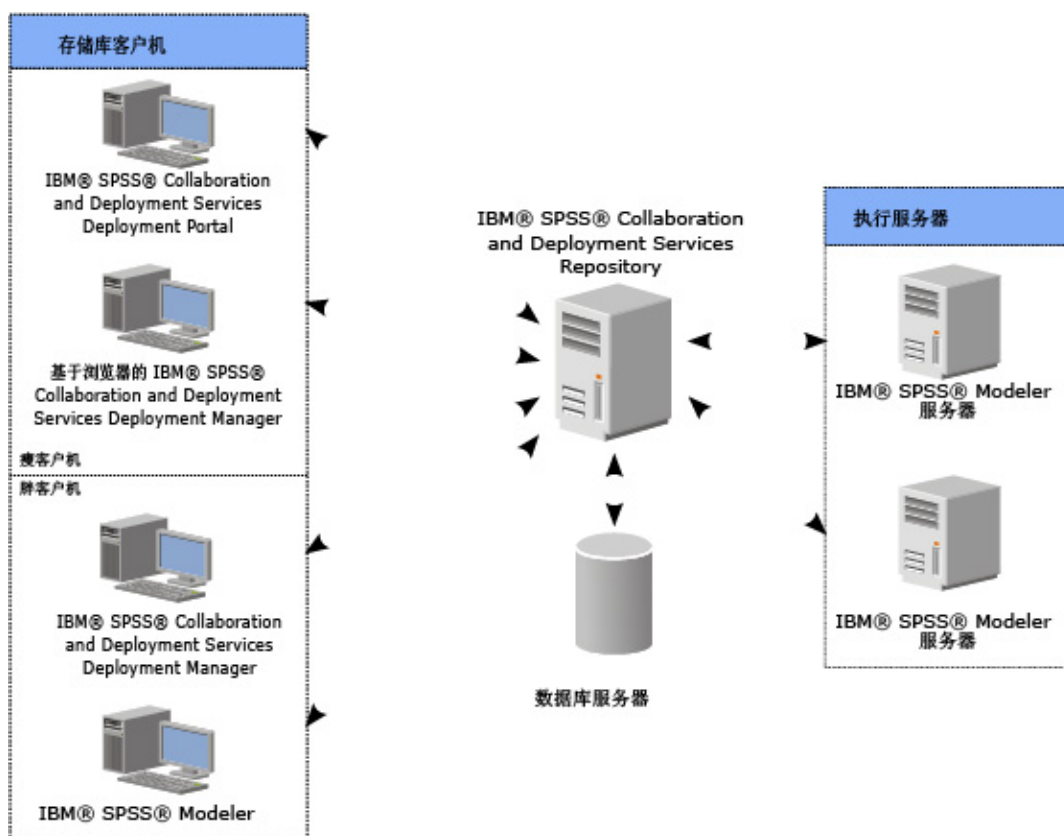 存储库客户机
IBM® SPSS® Collaboration
and Deployment Services
Deployment Portal
基于浏览器的 IBM® SPSS®
Collaboration and Deployment
Services Deployment Manager
瘦客户机
胖客户机
IBM® SPSS® Collaboration
and Deployment Services
Deployment Manager
IBM® SPSS® Modeler
IBM® SPSS® Collaboration
and Deployment Services
Repository
数据库服务器
执行服务器
IBM® SPSS® Modeler
服务器
IBM® SPSS® Modeler
服务器